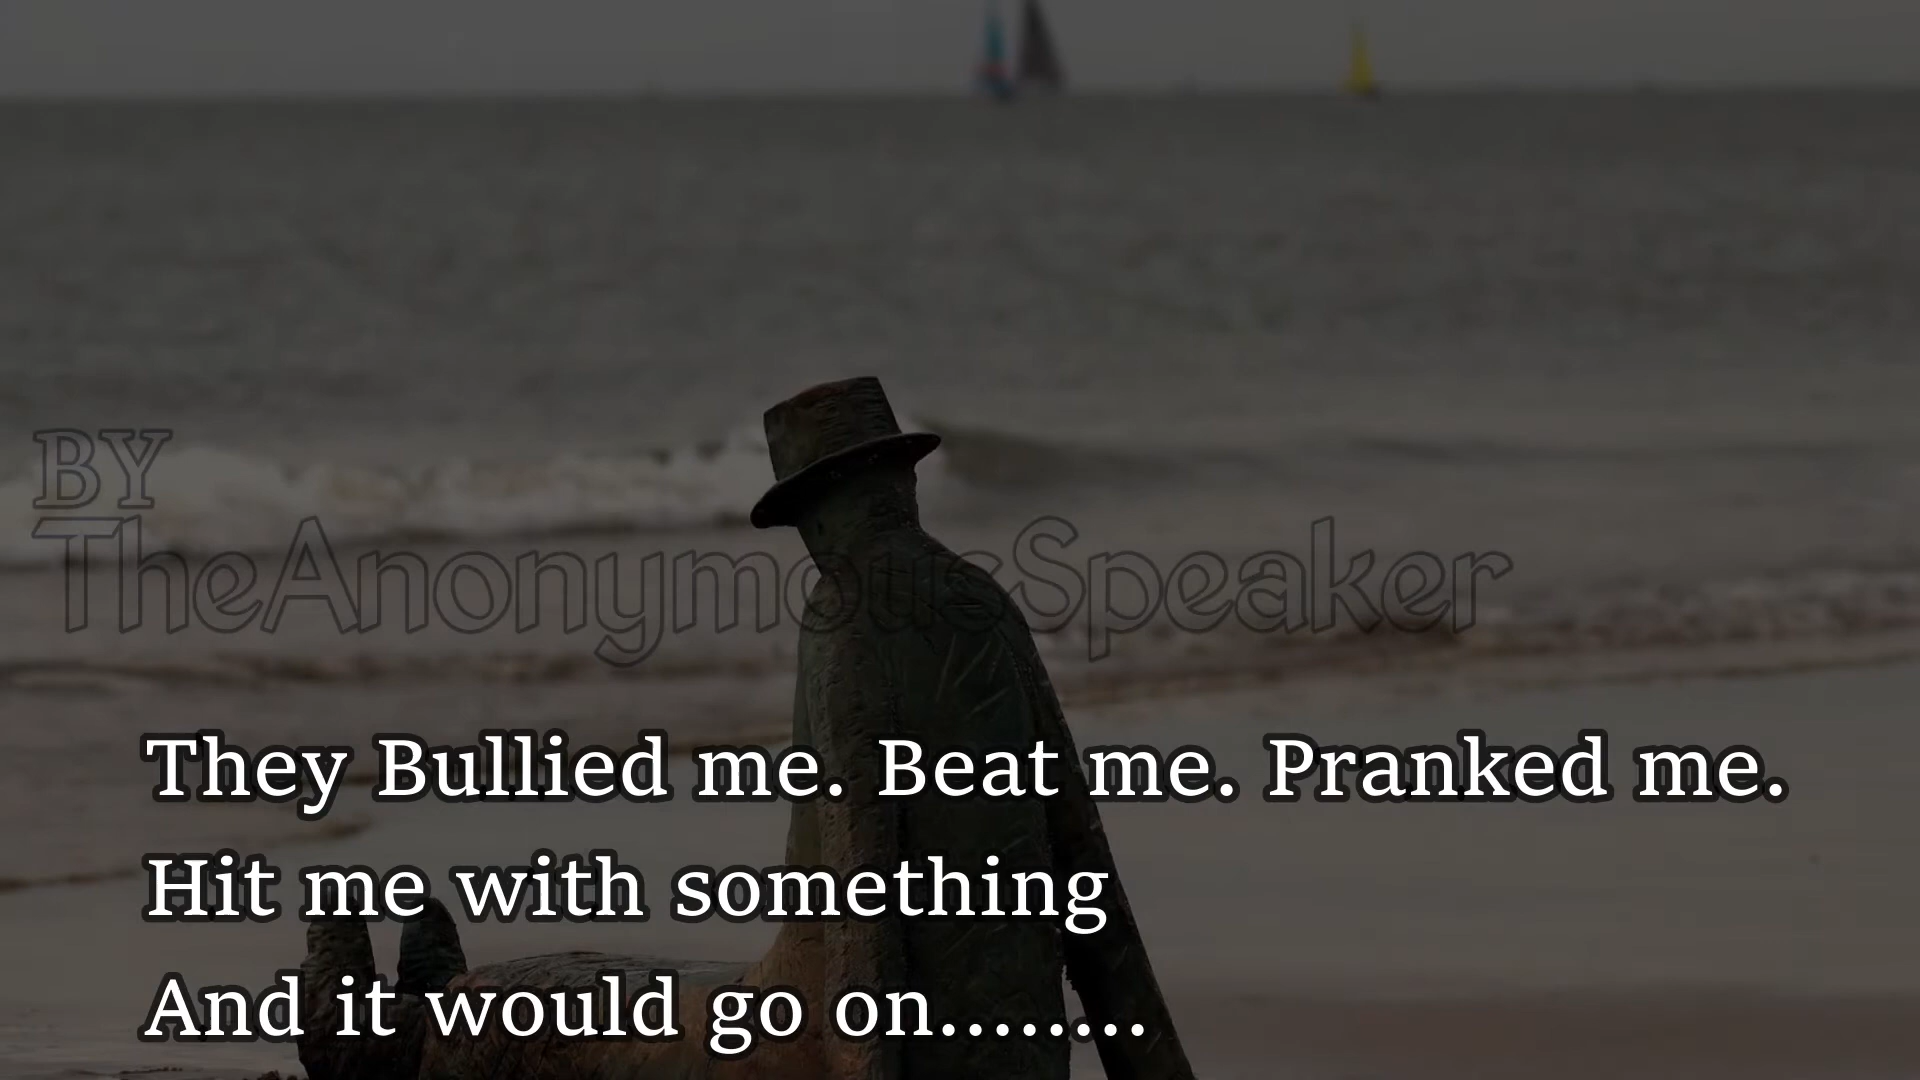 BY
TheAnonymousSpeaker
They Bullied me. Beat me. Pranked me.
Hit me with something
And it would go on........